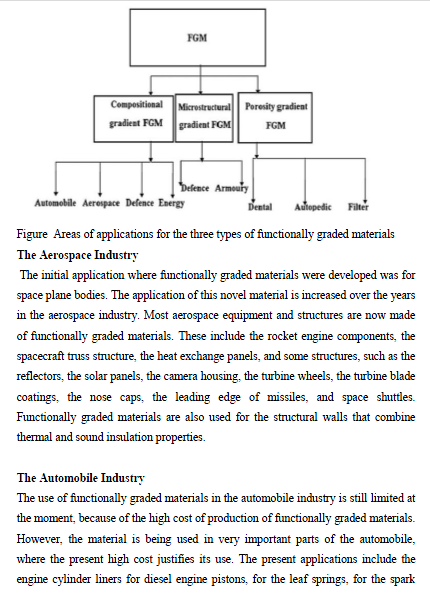 FGM
Compositional
gradient FGM
Microstructural
gradient FGM
Porosity gradient
FGM
Automobile Aerospace Defence Energy
Defence Armoury
Dental Autopedic Filter
Figure Areas of applications for the three types of functionally graded materials
The Aerospace Industry
The initial application where functionally graded materials were developed was for
space plane bodies. The application of this novel material is increased over the years
in the aerospace industry. Most aerospace equipment and structures are now made
of functionally graded materials. These include the rocket engine components, the
spacecraft truss structure, the heat exchange panels, and some structures, such as the
reflectors, the solar panels, the camera housing, the turbine wheels, the turbine blade
coatings, the nose caps, the leading edge of missiles, and space shuttles.
Functionally graded materials are also used for the structural walls that combine
thermal and sound insulation properties.
The Automobile Industry
The use of functionally graded materials in the automobile industry is still limited at
the moment, because of the high cost of production of functionally graded materials.
However, the material is being used in very important parts of the automobile,
where the present high cost justifies its use. The present applications include the
engine cylinder liners for diesel engine pistons, for the leaf springs, for the spark